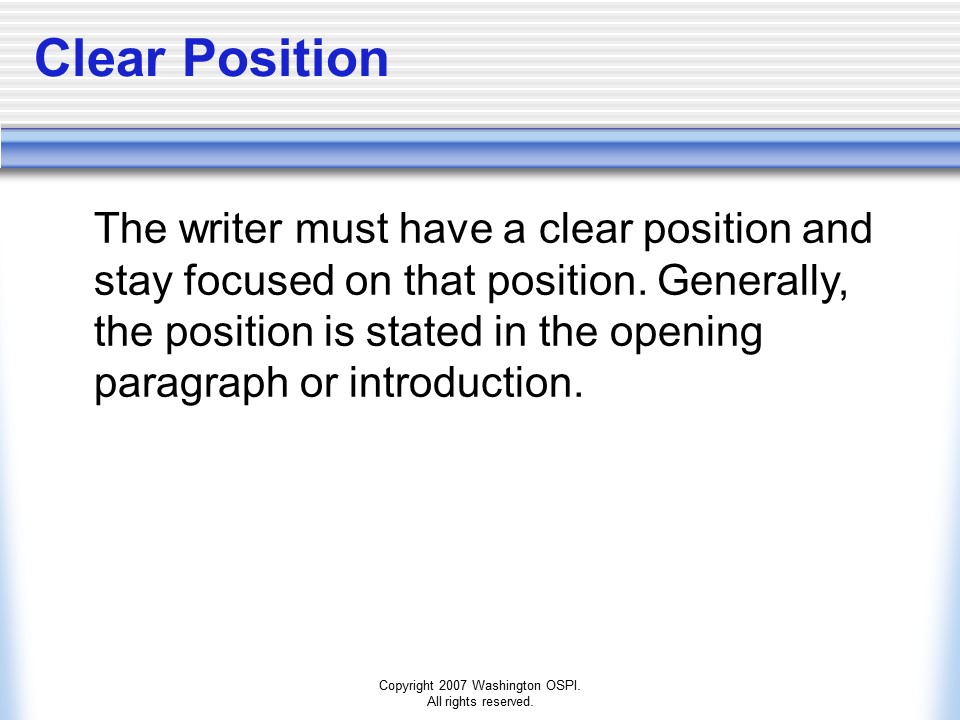 Clear Position
The writer must have a clear position and
stay focused on that position. Generally,
the position is stated in the opening
paragraph or introduction.
Copyright 2007 Washington OSPI.
All rights reserved.